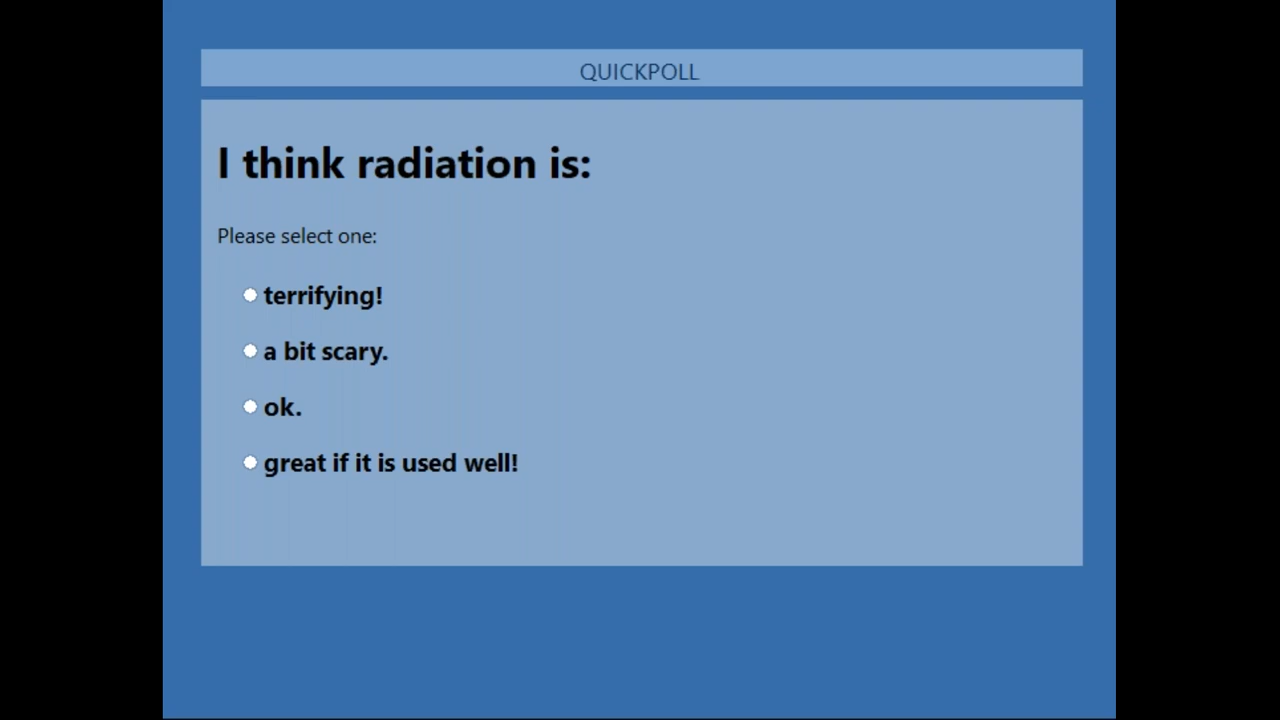 QUICKPOLL
I think radiation is:
Please select one:
terrifying!
a bit scary.
ok.
great if it is used well!